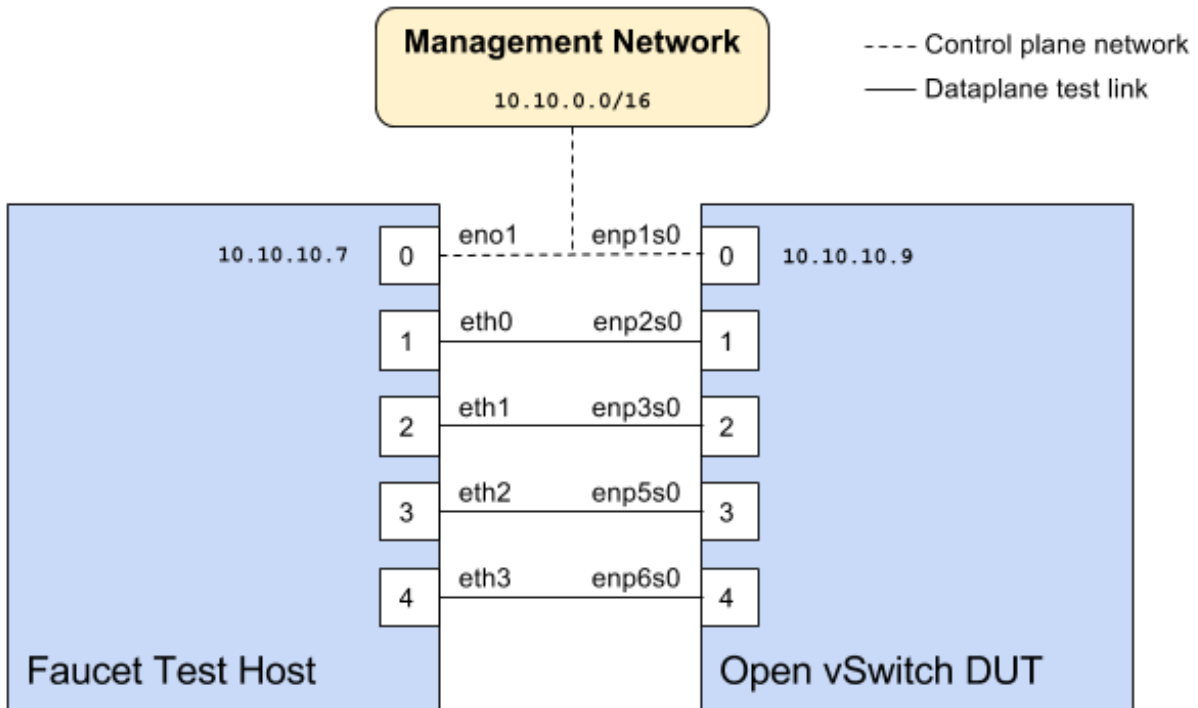 Management Network
10.10.0.0/16
Control plane network
Dataplane test link
10.10.10.7
0
eno1
enp1s0
0
10.10.10.9
1
eth0
enp2s0
1
2
eth1
enp3s0
2
3
eth2
enp5s0
3
4
eth3
enp6s0
4
Faucet Test Host
Open vSwitch DUT